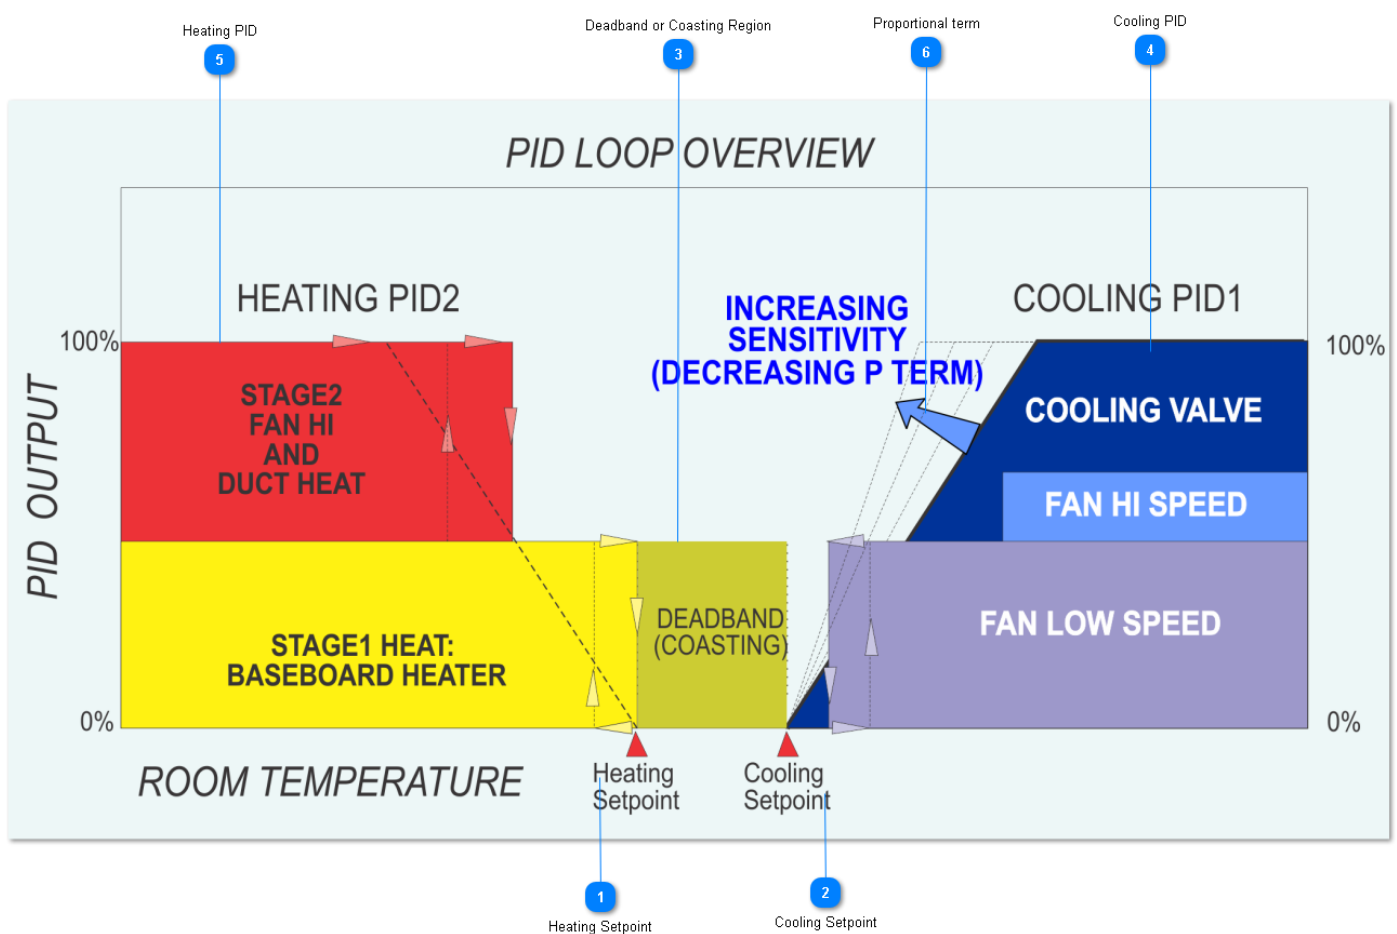 Heating PID
5
Deadband or Coasting Region
3
Proportional term
6
Cooling PID
4
PID LOOP OVERVIEW
HEATING PID2
INCREASING
SENSITIVITY
(DECREASING P TERM)
COOLING PID1
100%
100%
PID OUTPUT
STAGE2
FAN HI
AND
DUCT HEAT
COOLING VALVE
FAN HI SPEED
STAGE1 HEAT:
BASEBOARD HEATER
DEADBAND
(COASTING)
FAN LOW SPEED
0%
0%
ROOM TEMPERATURE
Heating
Setpoint
Cooling
Setpoint
1
Heating Setpoint
2
Cooling Setpoint